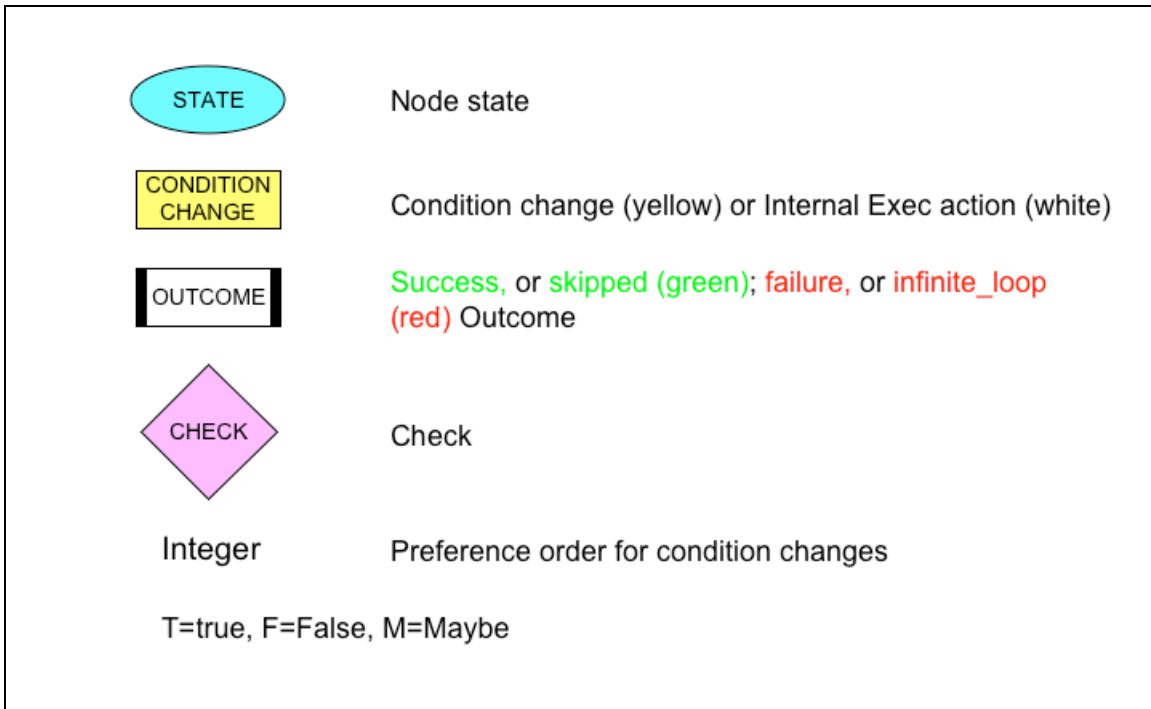 STATE
Node state
CONDITION
CHANGE
Condition change (yellow) or Internal Exec action (white)
OUTCOME
Success, or skipped (green); failure, or infinite_loop
(red) Outcome
CHECK
Check
Integer
Preference order for condition changes
T=true, F=False, M=Maybe